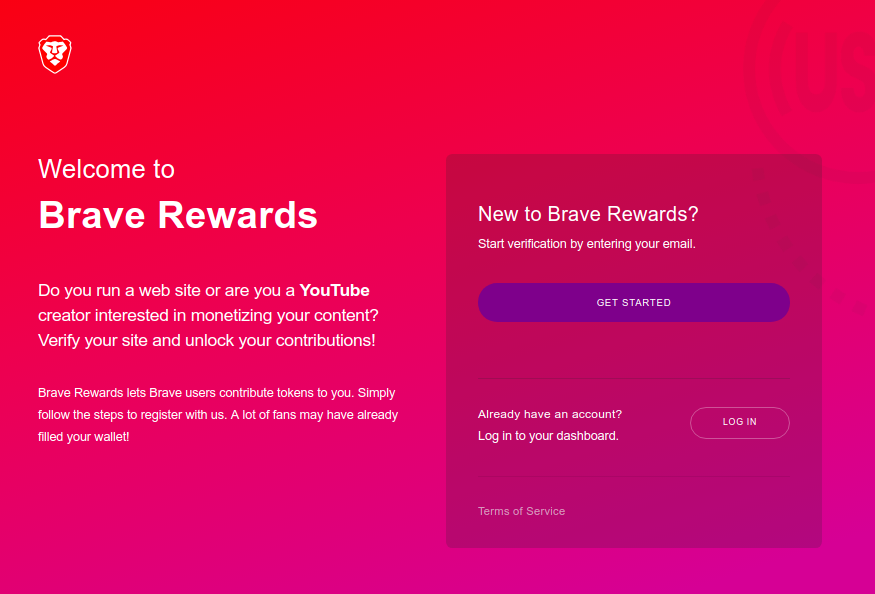 Welcome to
Brave Rewards
Do you run a web site or are you a YouTube
creator interested in monetizing your content?
Verify your site and unlock your contributions!
Brave Rewards lets Brave users contribute tokens to you. Simply
follow the steps to register with us. A lot of fans may have already
filled your wallet!
New to Brave Rewards?
Start verification by entering your email.
GET STARTED
Already have an account?
Log in to your dashboard.
LOG IN
Terms of Service